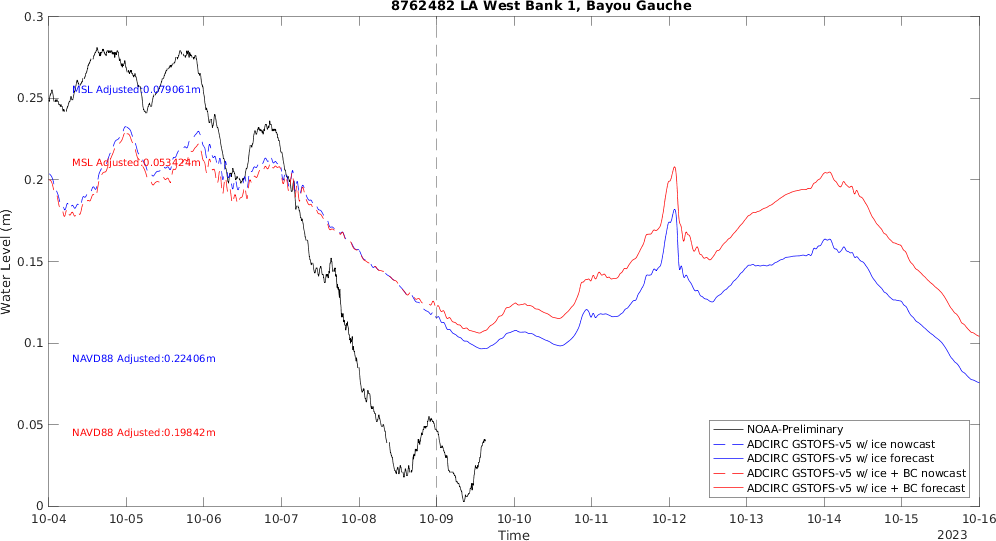 8762482 LA West Bank 1, Bayou Gauche
Water Level (m)
0.3
0.25
0.2
0.15
0.1
0.05
0
MSL Adjusted:0.079061m
MSL Adjusted:0.053424m
NAVD88 Adjusted:0.22406m
NAVD88 Adjusted:0.19842m
NOAA-Preliminary
ADCIRC GSTOFS-v5 w/ ice nowcast
ADCIRC GSTOFS-v5 w/ ice forecast
ADCIRC GSTOFS-v5 w/ ice + BC nowcast
ADCIRC GSTOFS-v5 w/ ice + BC forecast
10-04 10-05 10-06 10-07 10-08 10-09 10-10 10-11 10-12 10-13 10-14 10-15 10-16
Time
2023